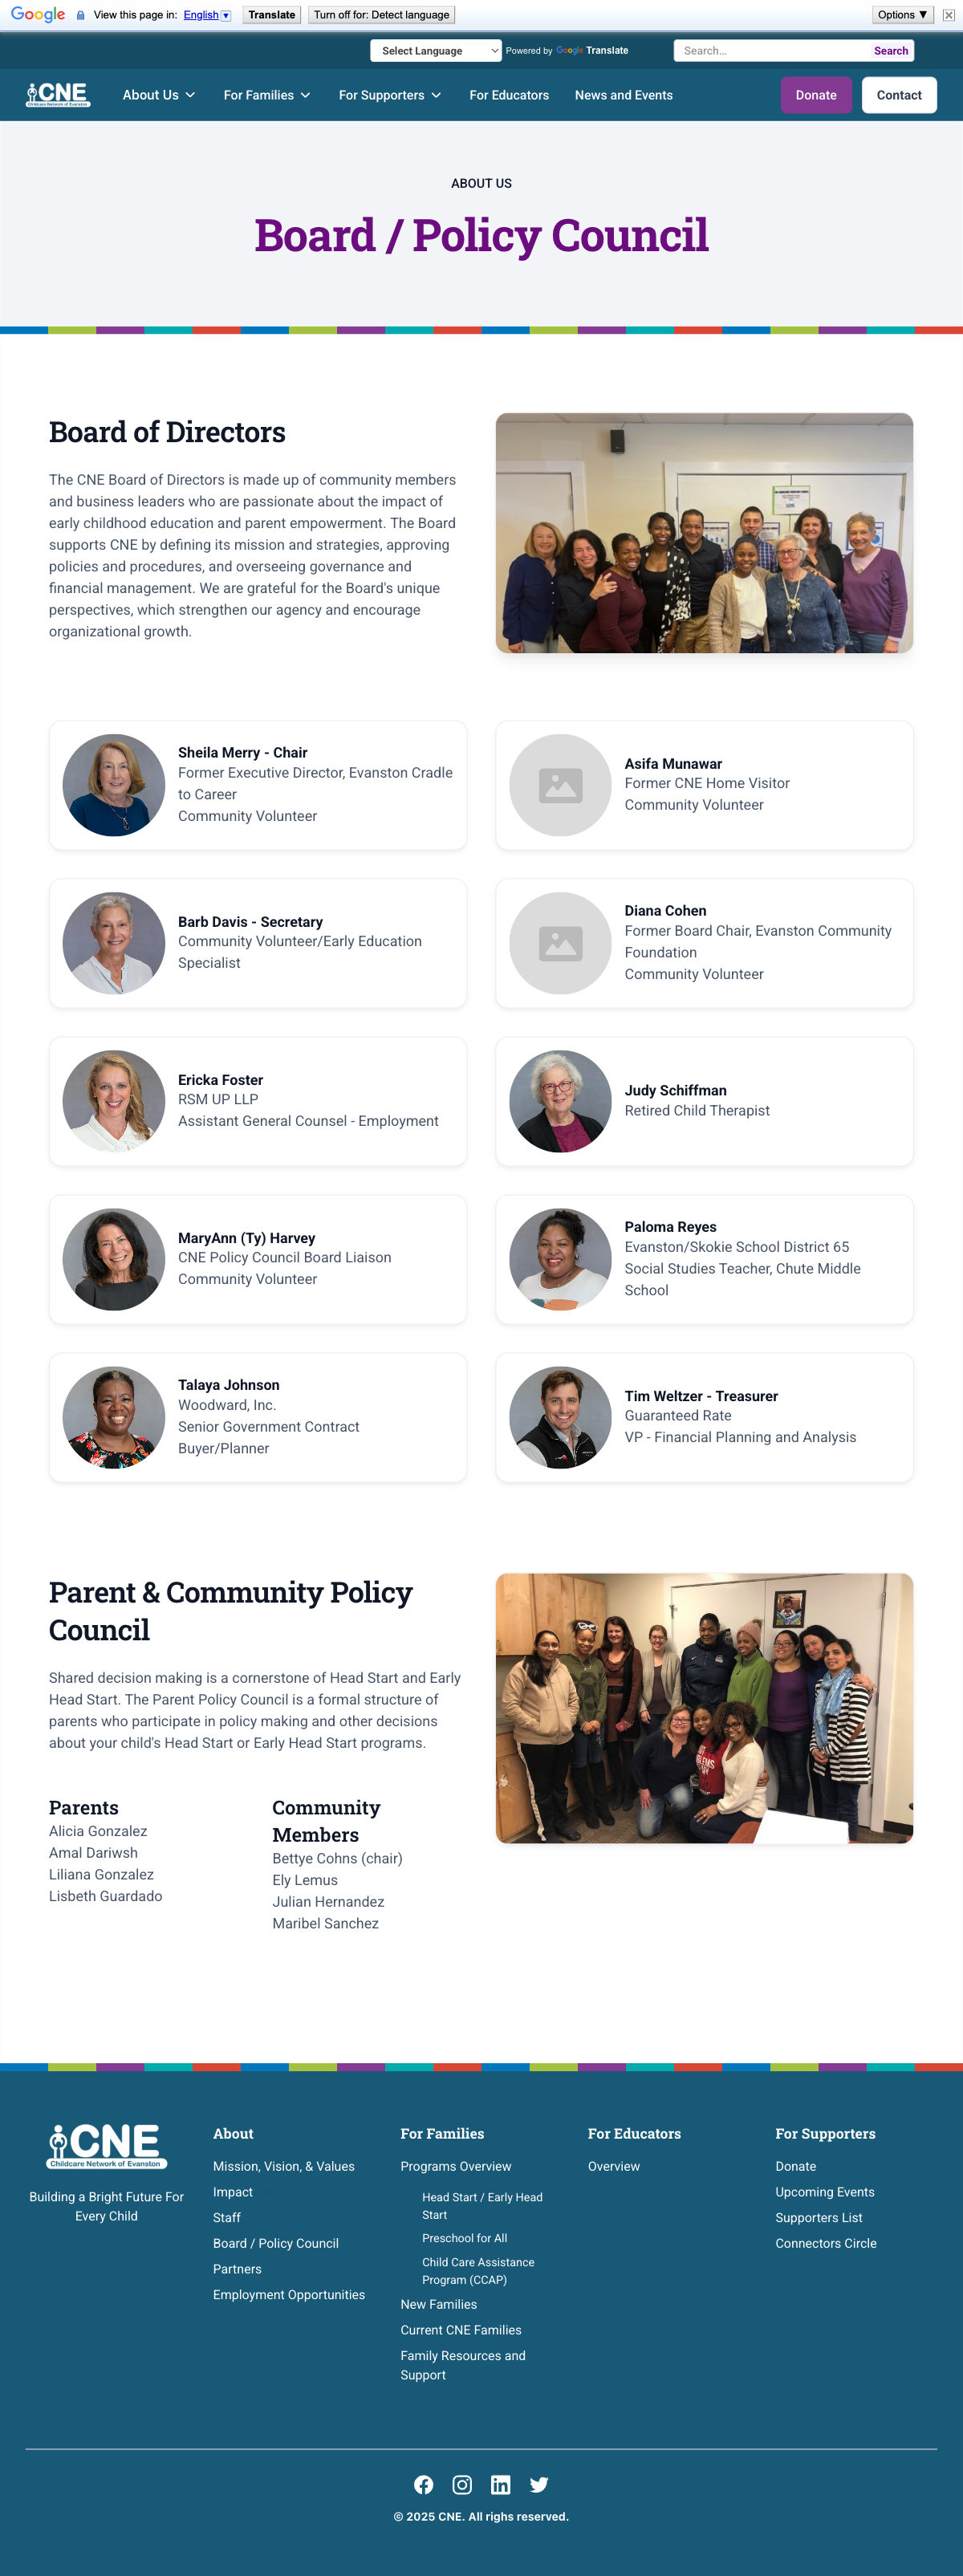 Google View this page in: English ▼ Translate Turn off for: Detect language Options ▼
Select Language Powered by Google Translate Search... Search
CNE About Us For Families For Supporters For Educators News and Events Donate Contact
Childcare Network of Evanston
ABOUT US
Board / Policy Council
Board of Directors
The CNE Board of Directors is made up of community members
and business leaders who are passionate about the impact of
early childhood education and parent empowerment. The Board
supports CNE by defining its mission and strategies, approving
policies and procedures, and overseeing governance and
financial management. We are grateful for the Board's unique
perspectives, which strengthen our agency and encourage
organizational growth.
Sheila Merry - Chair
Former Executive Director, Evanston Cradle
to Career
Community Volunteer
Asifa Munawar
Former CNE Home Visitor
Community Volunteer
Barb Davis - Secretary
Community Volunteer/Early Education
Specialist
Diana Cohen
Former Board Chair, Evanston Community
Foundation
Community Volunteer
Ericka Foster
RSM UP LLP
Assistant General Counsel - Employment
Judy Schiffman
Retired Child Therapist
MaryAnn (Ty) Harvey
CNE Policy Council Board Liaison
Community Volunteer
Paloma Reyes
Evanston/Skokie School District 65
Social Studies Teacher, Chute Middle
School
Talaya Johnson
Woodward, Inc.
Senior Government Contract
Buyer/Planner
Tim Weltzer - Treasurer
Guaranteed Rate
VP - Financial Planning and Analysis
Parent & Community Policy
Council
Shared decision making is a cornerstone of Head Start and Early
Head Start. The Parent Policy Council is a formal structure of
parents who participate in policy making and other decisions
about your child's Head Start or Early Head Start programs.
Parents
Alicia Gonzalez
Amal Dariwsh
Liliana Gonzalez
Lisbeth Guardado
Community
Members
Bettye Cohns (chair)
Ely Lemus
Julian Hernandez
Maribel Sanchez
CNE
Childcare Network of Evanston
Building a Bright Future For
Every Child
About
Mission, Vision, & Values
Impact
Staff
Board / Policy Council
Partners
Employment Opportunities
For Families
Programs Overview
Head Start / Early Head
Start
Preschool for All
Child Care Assistance
Program (CCAP)
New Families
Current CNE Families
Family Resources and
Support
For Educators
Overview
For Supporters
Donate
Upcoming Events
Supporters List
Connectors Circle
© 2025 CNE. All righs reserved.